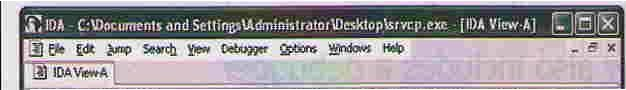 IDA - C:\Documents and Settings\Administrator\Desktop\srvcp.exe - [IDA View-A]
File Edit Jump Search View Debugger Options Windows Help
IDA View-A